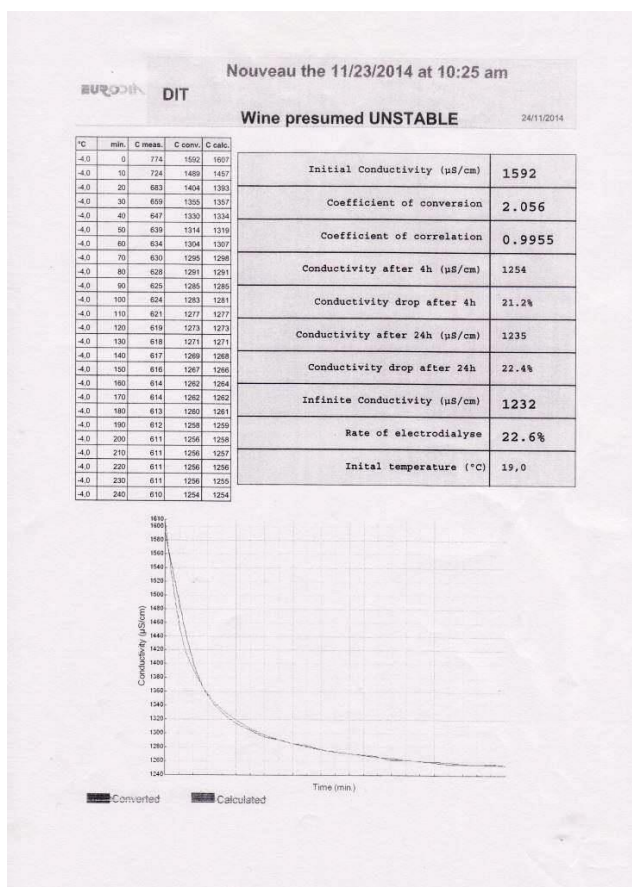 Nouveau the 11/23/2014 at 10:25 am
EURODIA
DIT
Wine presumed UNSTABLE
24/11/2014
°C min. C meas. C conv. C calc.
-4,0 0 774 1592 1607
-4,0 10 724 1489 1457
-4,0 20 683 1404 1393
-4,0 30 659 1355 1357
-4,0 40 647 1330 1334
-4,0 50 639 1314 1319
-4,0 60 634 1304 1307
-4,0 70 630 1295 1298
-4,0 80 628 1291 1291
-4,0 90 625 1285 1285
-4,0 100 624 1283 1281
-4,0 110 621 1277 1277
-4,0 120 619 1273 1273
-4,0 130 618 1271 1271
-4,0 140 617 1269 1268
-4,0 150 616 1267 1266
-4,0 160 614 1262 1264
-4,0 170 614 1262 1262
-4,0 180 613 1260 1261
-4,0 190 612 1258 1259
-4,0 200 611 1256 1258
-4,0 210 611 1256 1257
-4,0 220 611 1256 1256
-4,0 230 611 1256 1255
-4,0 240 610 1254 1254
Initial Conductivity (µS/cm) 1592
Coefficient of conversion 2.056
Coefficient of correlation 0.9955
Conductivity after 4h (µS/cm) 1254
Conductivity drop after 4h 21.2%
Conductivity after 24h (µS/cm) 1235
Conductivity drop after 24h 22.4%
Infinite Conductivity (µS/cm) 1232
Rate of electrodialyse 22.6%
Inital temperature (°C) 19,0
Conductivity (µS/cm)
1610
1600
1580
1560
1540
1520
1500
1480
1460
1440
1420
1400
1380
1360
1340
1320
1300
1280
1260
1240
Time (min.)
Converted
Calculated